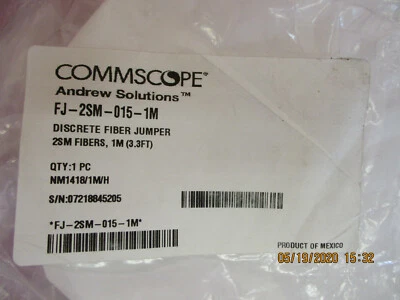 COMMSCOPE®
Andrew Solutions™
FJ-2SM-015-1M
DISCRETE FIBER JUMPER
2SM FIBERS, 1M (3.3FT)
QTY:1 PC
NM1418/1M/H
S/N:07218845205
*FJ-2SM-015-1M*
PRODUCT OF MEXICO
05/19/2020 15:32